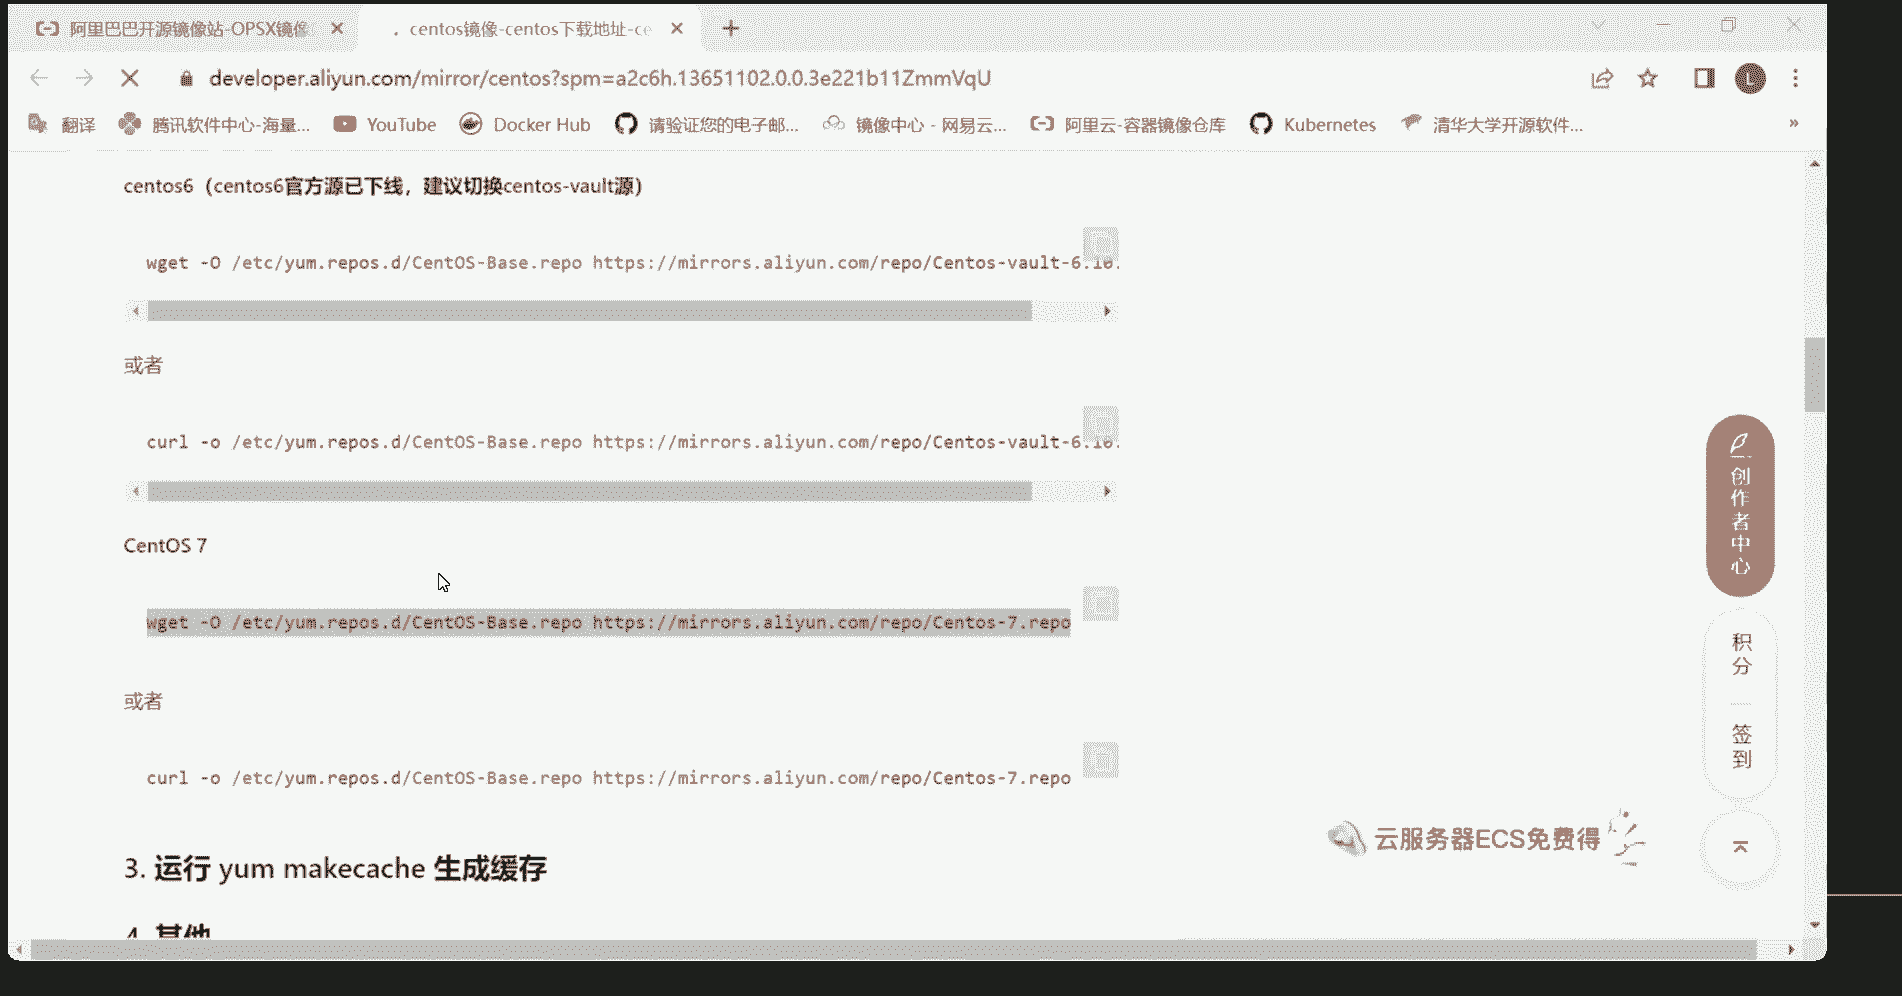 阿里巴巴开源镜像站-OPSX镜像
centos镜像-centos下载地址-ce
developer.aliyun.com/mirror/centos?spm=a2c6h.13651102.0.0.3e221b11ZmmVqU
L
翻译
腾讯软件中心-海量...
YouTube
Docker Hub
请验证您的电子邮...
镜像中心 - 网易云...
阿里云-容器镜像仓库
Kubernetes
清华大学开源软件...
»
centos6（centos6官方源已下线，建议切换centos-vault源）
wget -O /etc/yum.repos.d/CentOS-Base.repo https://mirrors.aliyun.com/repo/Centos-vault-6.10.
或者
curl -o /etc/yum.repos.d/CentOS-Base.repo https://mirrors.aliyun.com/repo/Centos-vault-6.10.
CentOS 7
wget -O /etc/yum.repos.d/CentOS-Base.repo https://mirrors.aliyun.com/repo/Centos-7.repo
或者
curl -o /etc/yum.repos.d/CentOS-Base.repo https://mirrors.aliyun.com/repo/Centos-7.repo
3. 运行 yum makecache 生成缓存
4. 其他
创作者中心
积分
签到
云服务器ECS免费得